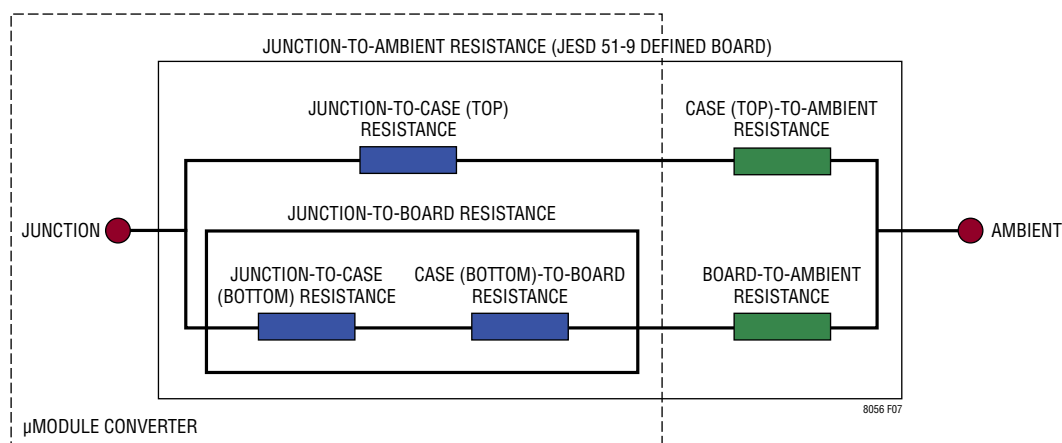 JUNCTION-TO-AMBIENT RESISTANCE (JESD 51-9 DEFINED BOARD)
JUNCTION-TO-CASE (TOP)
RESISTANCE
CASE (TOP)-TO-AMBIENT
RESISTANCE
JUNCTION-TO-BOARD RESISTANCE
JUNCTION
AMBIENT
JUNCTION-TO-CASE
(BOTTOM) RESISTANCE
CASE (BOTTOM)-TO-BOARD
RESISTANCE
BOARD-TO-AMBIENT
RESISTANCE
8056 F07
µMODULE CONVERTER